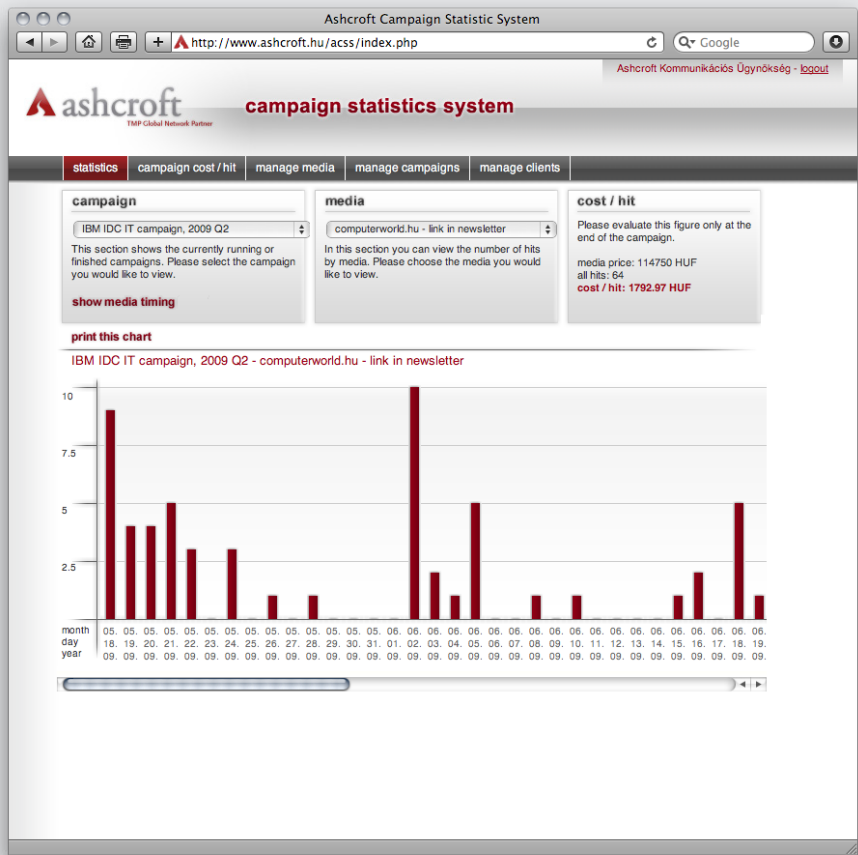 Ashcroft Campaign Statistic System
http://www.ashcroft.hu/acss/index.php
Google
Ashcroft Kommunikációs Ügynökség - logout
ashcroft
TMP Global Network Partner
campaign statistics system
statistics campaign cost / hit manage media manage campaigns manage clients
campaign
IBM IDC IT campaign, 2009 Q2
This section shows the currently running or
finished campaigns. Please select the campaign
you would like to view.
show media timing
media
computerworld.hu - link in newsletter
In this section you can view the number of hits
by media. Please choose the media you would
like to view.
cost / hit
Please evaluate this figure only at the
end of the campaign.
media price: 114750 HUF
all hits: 64
cost / hit: 1792.97 HUF
print this chart
IBM IDC IT campaign, 2009 Q2 - computerworld.hu - link in newsletter
10
7.5
5
2.5
month 05. 05. 05. 05. 05. 05. 05. 05. 05. 05. 05. 05. 05. 05. 06. 06. 06. 06. 06. 06. 06. 06. 06. 06. 06. 06. 06. 06. 06. 06. 06. 06. 06.
day 18. 19. 20. 21. 22. 23. 24. 25. 26. 27. 28. 29. 30. 31. 01. 02. 03. 04. 05. 06. 07. 08. 09. 10. 11. 12. 13. 14. 15. 16. 17. 18. 19.
year 09. 09. 09. 09. 09. 09. 09. 09. 09. 09. 09. 09. 09. 09. 09. 09. 09. 09. 09. 09. 09. 09. 09. 09. 09. 09. 09. 09. 09. 09. 09. 09. 09.